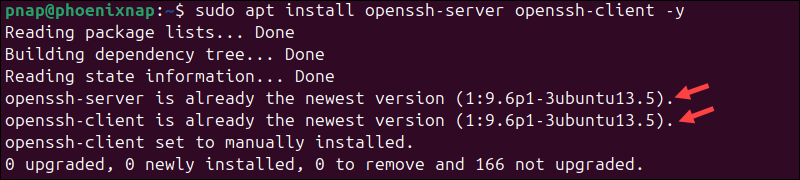 pnap@phoenixnap:~$ sudo apt install openssh-server openssh-client -y
Reading package lists... Done
Building dependency tree... Done
Reading state information... Done
openssh-server is already the newest version (1:9.6p1-3ubuntu13.5).
openssh-client is already the newest version (1:9.6p1-3ubuntu13.5).
openssh-client set to manually installed.
0 upgraded, 0 newly installed, 0 to remove and 166 not upgraded.